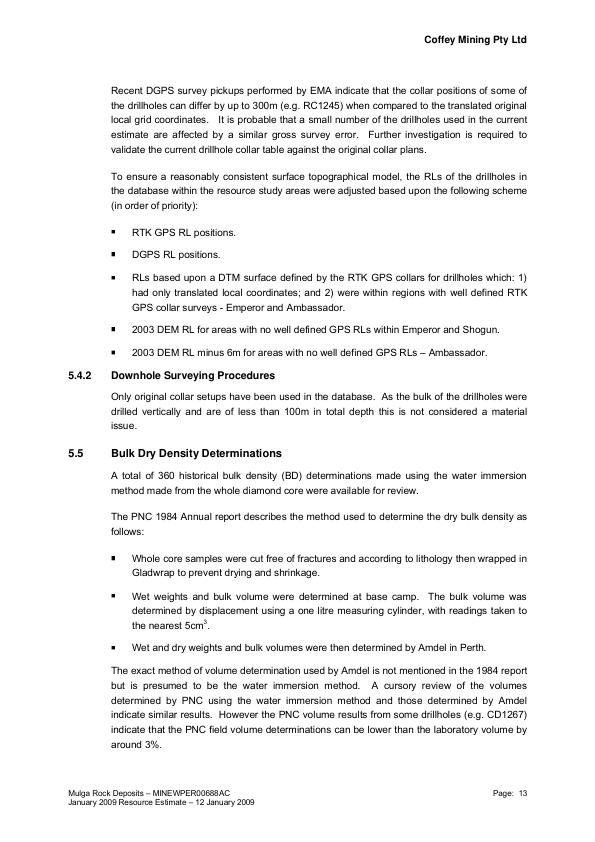 Coffey Mining Pty Ltd
Recent DGPS survey pickups performed by EMA indicate that the collar positions of some of
the drillholes can differ by up to 300m (e.g. RC1245) when compared to the translated original
local grid coordinates. It is probable that a small number of the drillholes used in the current
estimate are affected by a similar gross survey error. Further investigation is required to
validate the current drillhole collar table against the original collar plans.
To ensure a reasonably consistent surface topographical model, the RLs of the drillholes in
the database within the resource study areas were adjusted based upon the following scheme
(in order of priority):
▪ RTK GPS RL positions.
▪ DGPS RL positions.
▪ RLs based upon a DTM surface defined by the RTK GPS collars for drillholes which: 1)
had only translated local coordinates; and 2) were within regions with well defined RTK
GPS collar surveys - Emperor and Ambassador.
▪ 2003 DEM RL for areas with no well defined GPS RLs within Emperor and Shogun.
▪ 2003 DEM RL minus 6m for areas with no well defined GPS RLs – Ambassador.
5.4.2 Downhole Surveying Procedures
Only original collar setups have been used in the database. As the bulk of the drillholes were
drilled vertically and are of less than 100m in total depth this is not considered a material
issue.
5.5 Bulk Dry Density Determinations
A total of 360 historical bulk density (BD) determinations made using the water immersion
method made from the whole diamond core were available for review.
The PNC 1984 Annual report describes the method used to determine the dry bulk density as
follows:
▪ Whole core samples were cut free of fractures and according to lithology then wrapped in
Gladwrap to prevent drying and shrinkage.
▪ Wet weights and bulk volume were determined at base camp. The bulk volume was
determined by displacement using a one litre measuring cylinder, with readings taken to
the nearest 5cm³.
▪ Wet and dry weights and bulk volumes were then determined by Amdel in Perth.
The exact method of volume determination used by Amdel is not mentioned in the 1984 report
but is presumed to be the water immersion method. A cursory review of the volumes
determined by PNC using the water immersion method and those determined by Amdel
indicate similar results. However the PNC volume results from some drillholes (e.g. CD1267)
indicate that the PNC field volume determinations can be lower than the laboratory volume by
around 3%.
Mulga Rock Deposits – MINEWPER00688AC Page: 13
January 2009 Resource Estimate – 12 January 2009